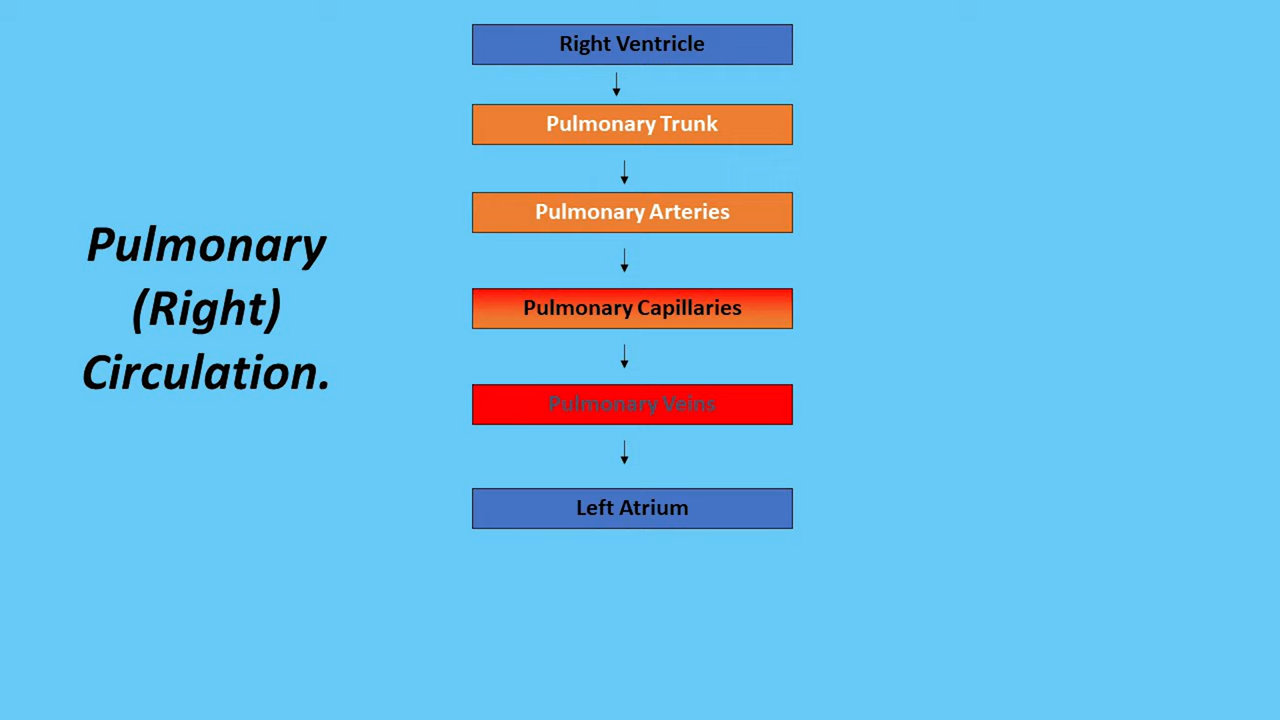 Pulmonary
(Right)
Circulation.
Right Ventricle
Pulmonary Trunk
Pulmonary Arteries
Pulmonary Capillaries
Pulmonary Veins
Left Atrium